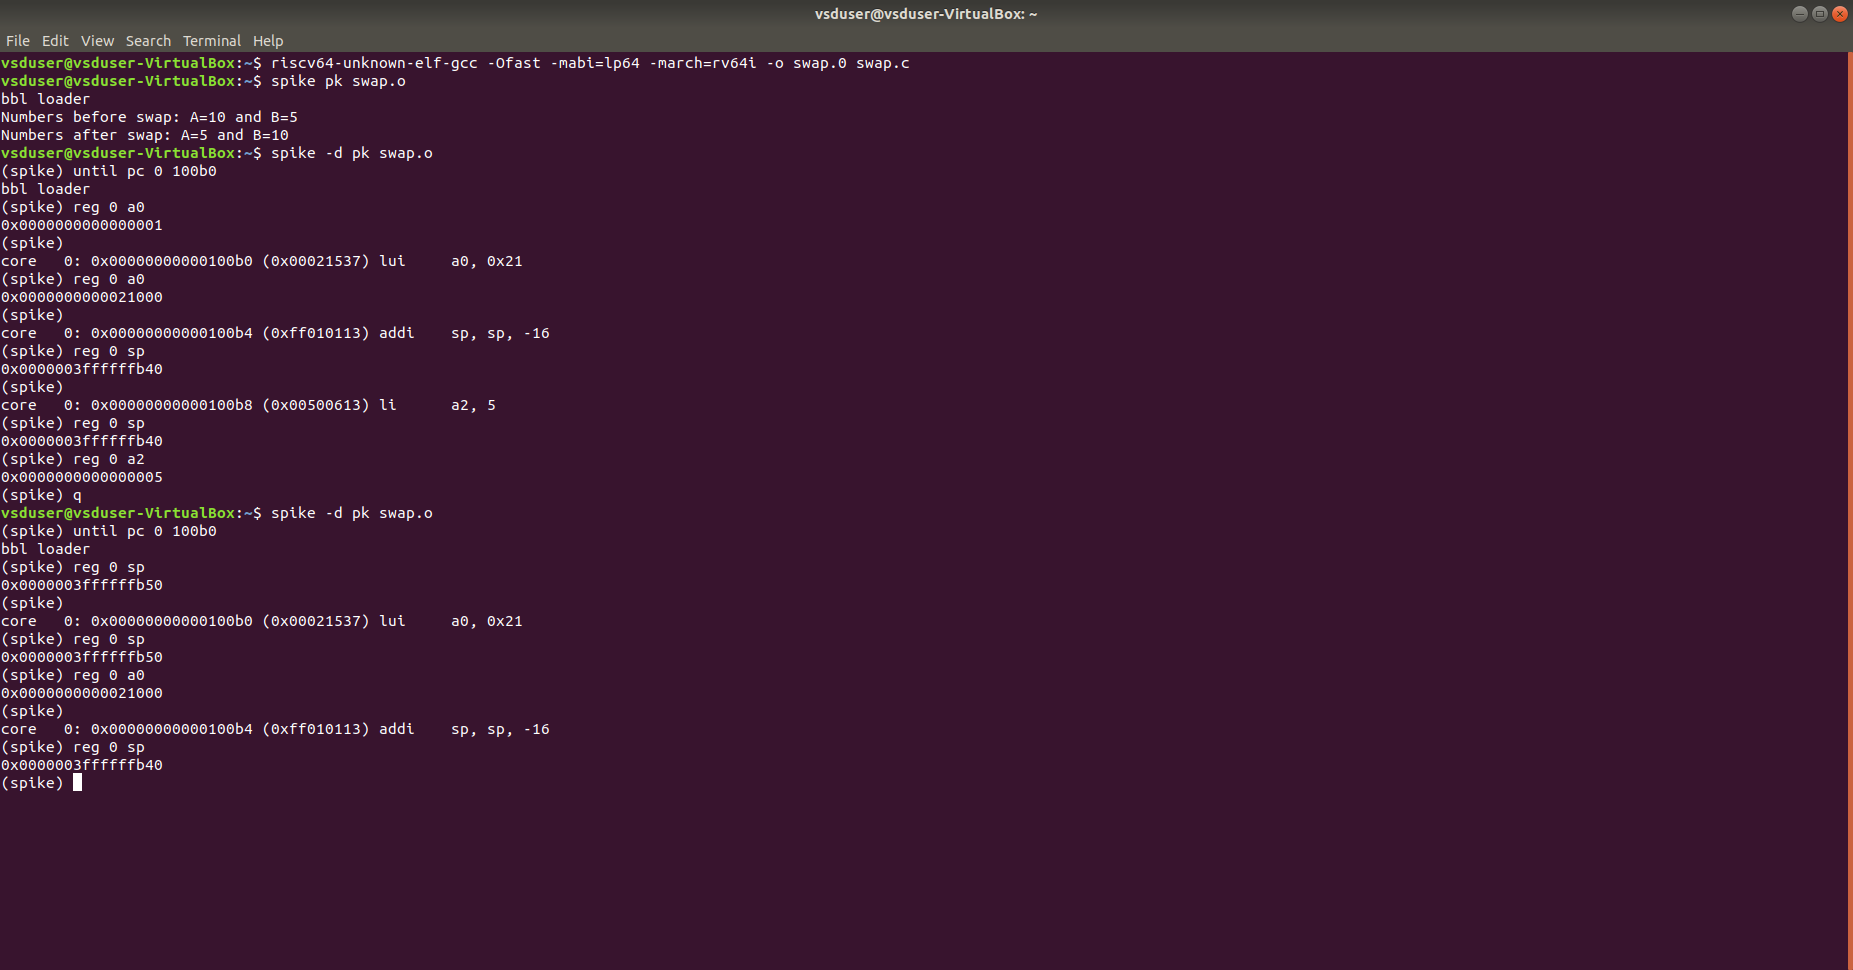 vsduser@vsduser-VirtualBox: ~
File Edit View Search Terminal Help
vsduser@vsduser-VirtualBox:~$ riscv64-unknown-elf-gcc -Ofast -mabi=lp64 -march=rv64i -o swap.0 swap.c
vsduser@vsduser-VirtualBox:~$ spike pk swap.o
bbl loader
Numbers before swap: A=10 and B=5
Numbers after swap: A=5 and B=10
vsduser@vsduser-VirtualBox:~$ spike -d pk swap.o
(spike) until pc 0 100b0
bbl loader
(spike) reg 0 a0
0x0000000000000001
(spike)
core   0: 0x00000000000100b0 (0x00021537) lui     a0, 0x21
(spike) reg 0 a0
0x0000000000021000
(spike)
core   0: 0x00000000000100b4 (0xff010113) addi    sp, sp, -16
(spike) reg 0 sp
0x0000003ffffffb40
(spike)
core   0: 0x00000000000100b8 (0x00500613) li      a2, 5
(spike) reg 0 sp
0x0000003ffffffb40
(spike) reg 0 a2
0x0000000000000005
(spike) q
vsduser@vsduser-VirtualBox:~$ spike -d pk swap.o
(spike) until pc 0 100b0
bbl loader
(spike) reg 0 sp
0x0000003ffffffb50
(spike)
core   0: 0x00000000000100b0 (0x00021537) lui     a0, 0x21
(spike) reg 0 sp
0x0000003ffffffb50
(spike) reg 0 a0
0x0000000000021000
(spike)
core   0: 0x00000000000100b4 (0xff010113) addi    sp, sp, -16
(spike) reg 0 sp
0x0000003ffffffb40
(spike)